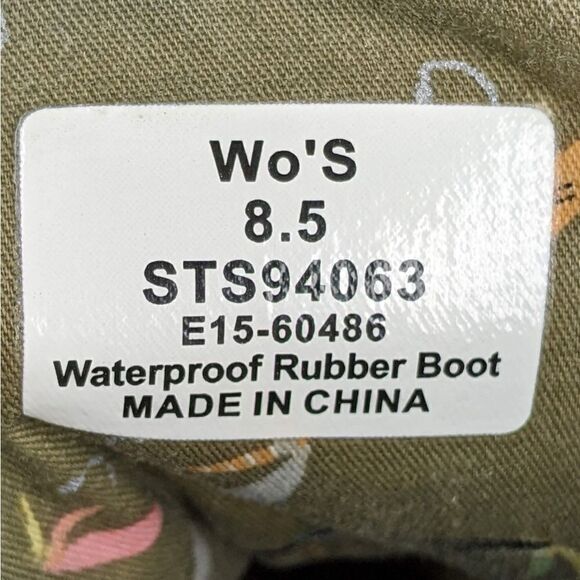 Wo'S
8.5
STS94063
E15-60486
Waterproof Rubber Boot
MADE IN CHINA